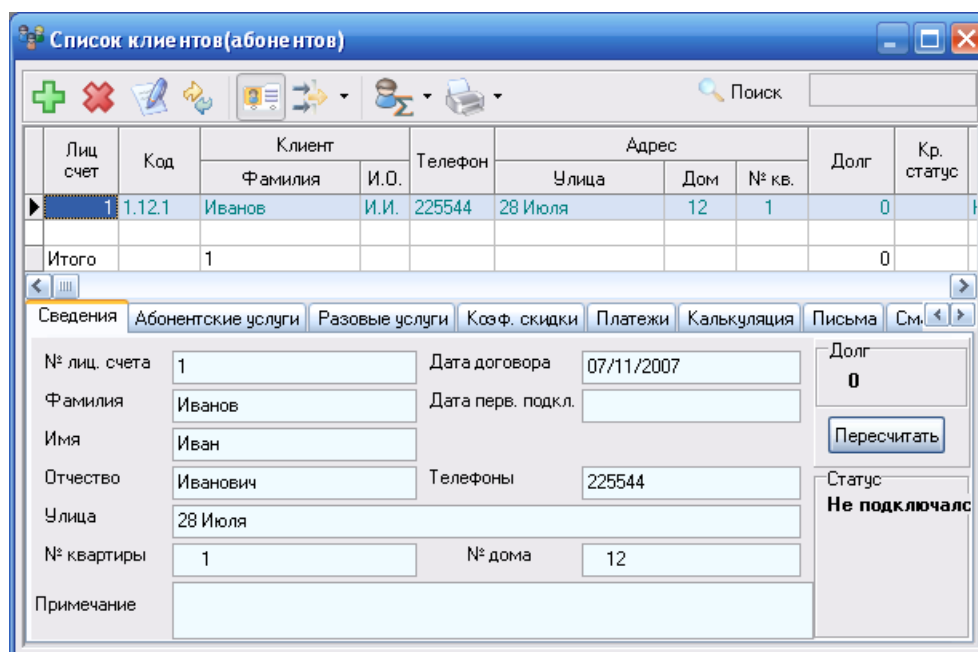 Список клиентов(абонентов)
Поиск
Лиц счет Код Клиент Телефон Адрес Долг Кр. статус
Фамилия И.О. Улица Дом № кв.
1 1.12.1 Иванов И.И. 225544 28 Июля 12 1 0
Итого 1 0
Сведения Абонентские услуги Разовые услуги Коэф. скидки Платежи Калькуляция Письма См.
№ лиц. счета 1 Дата договора 07/11/2007 Долг
0
Фамилия Иванов Дата перв. подкл.
Имя Иван Пересчитать
Отчество Иванович Телефоны 225544 Статус
Не подключалс
Улица 28 Июля
№ квартиры 1 № дома 12
Примечание